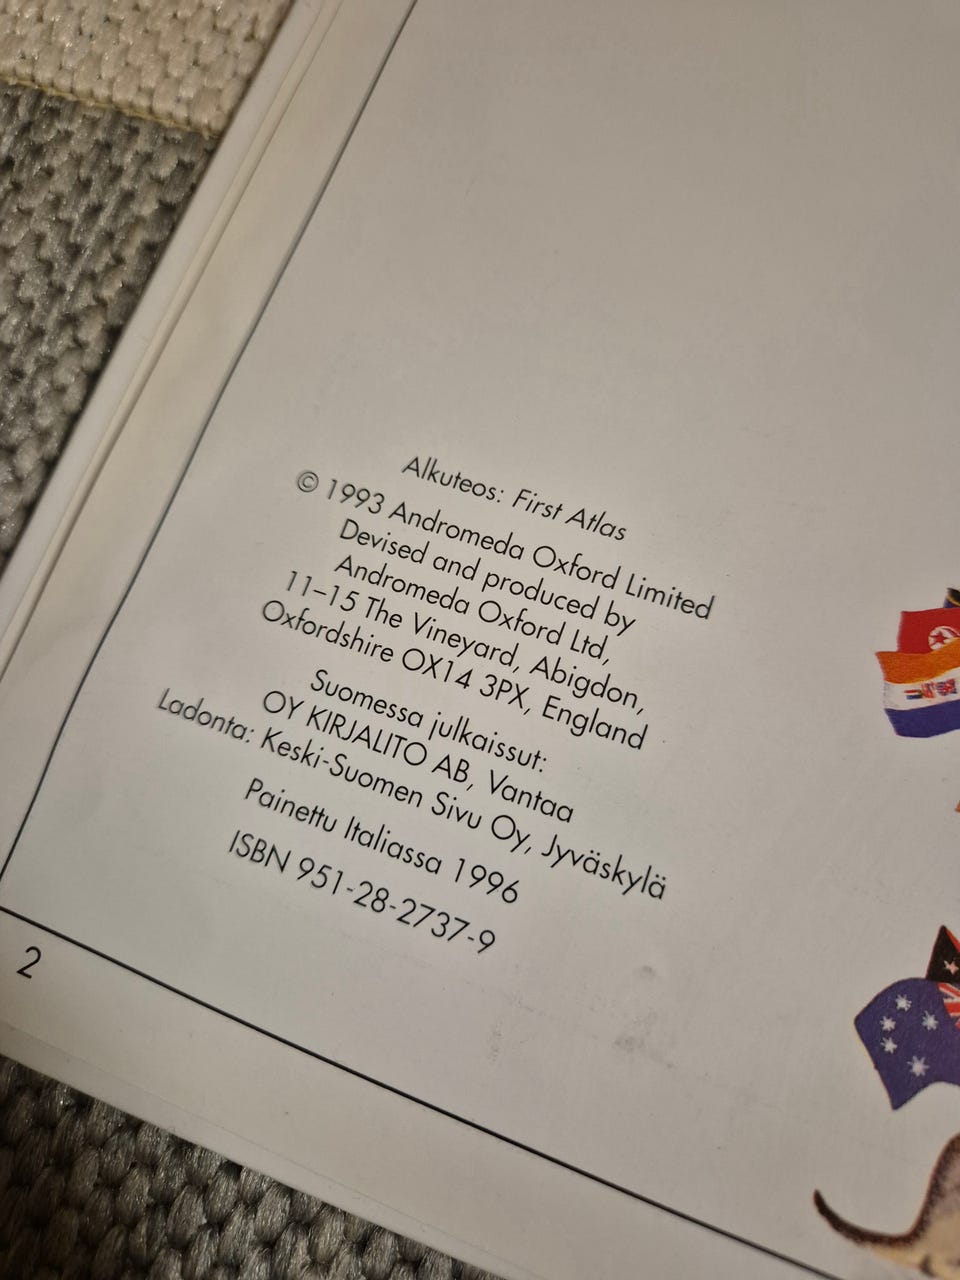 Alkuteos: First Atlas
© 1993 Andromeda Oxford Limited
Devised and produced by
Andromeda Oxford Ltd,
11–15 The Vineyard, Abigdon,
Oxfordshire OX14 3PX, England
Suomessa julkaissut:
OY KIRJALITO AB, Vantaa
Ladonta: Keski-Suomen Sivu Oy, Jyväskylä
Painettu Italiassa 1996
ISBN 951-28-2737-9
2